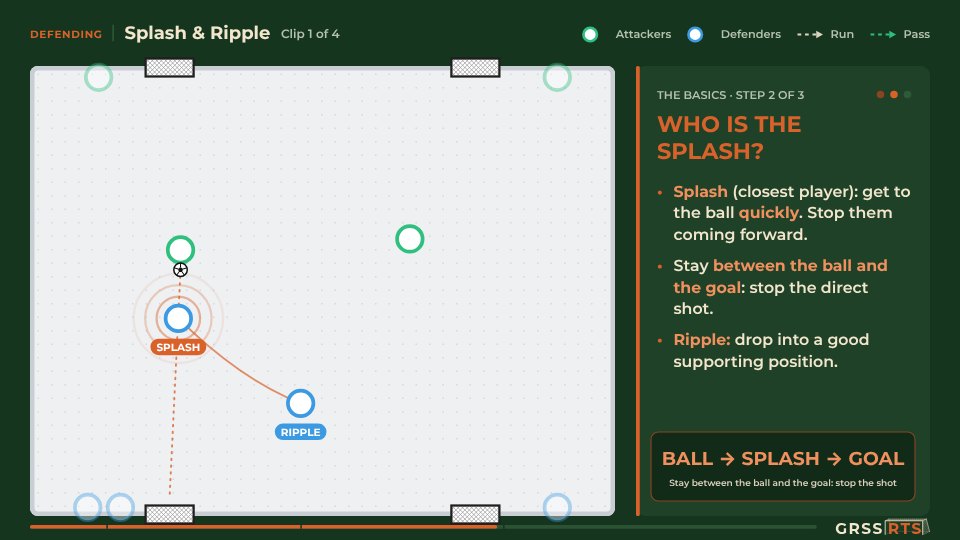 DEFENDING
Splash & Ripple Clip 1 of 4
Attackers Defenders Run Pass
THE BASICS · STEP 2 OF 3
WHO IS THE
SPLASH?
• Splash (closest player): get to
the ball quickly. Stop them
coming forward.
• Stay between the ball and
the goal: stop the direct
shot.
• Ripple: drop into a good
supporting position.
SPLASH
RIPPLE
BALL → SPLASH → GOAL
Stay between the ball and the goal: stop the shot
GRSSRTS